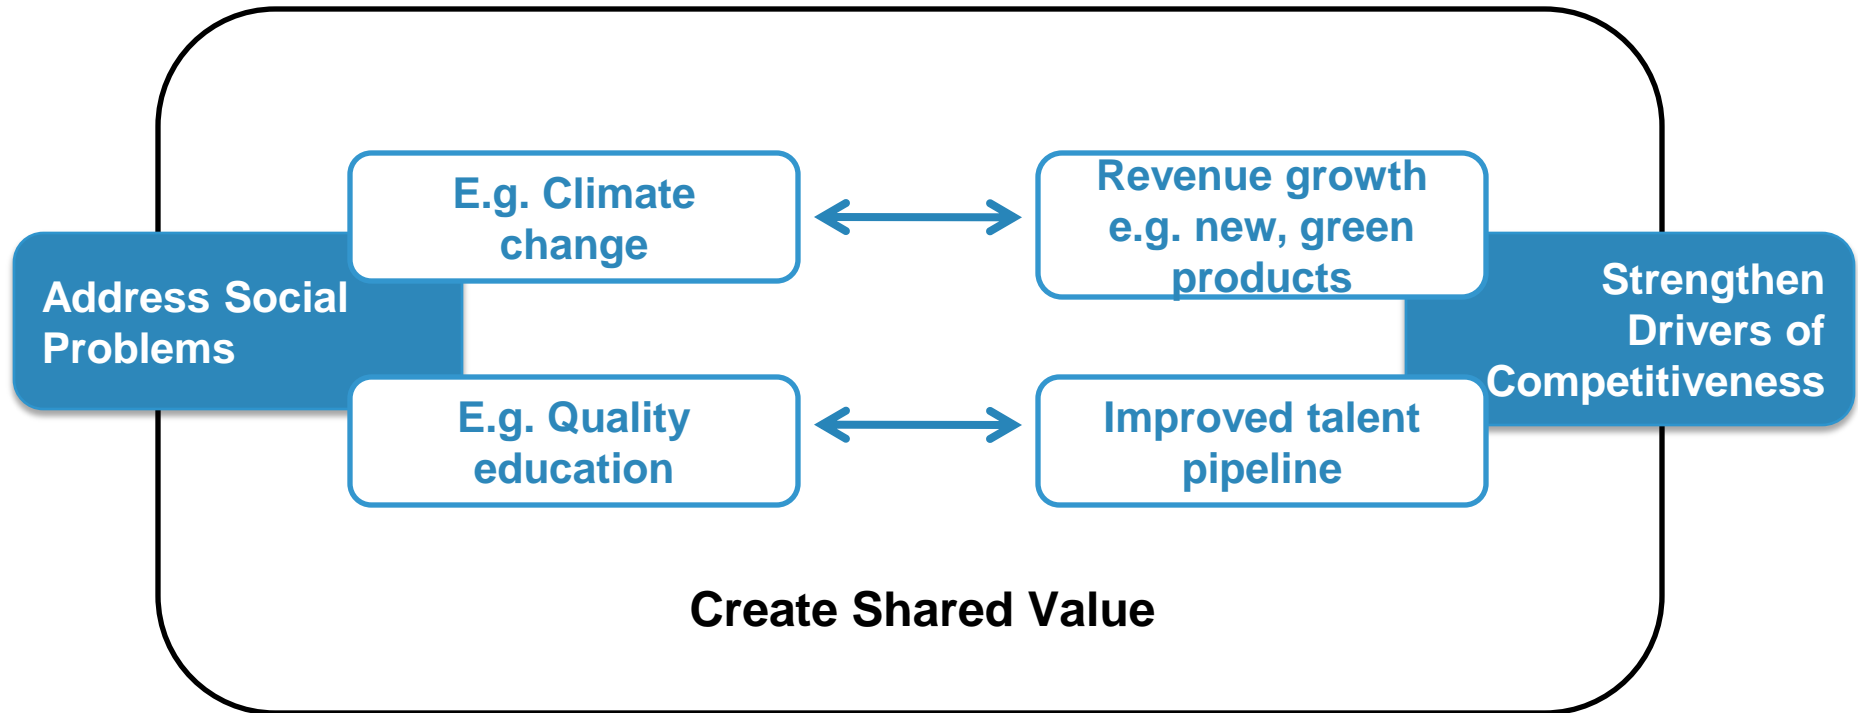 E.g. Climate
change
Revenue growth
e.g. new, green
products
Address Social
Problems
Strengthen
Drivers of
Competitiveness
E.g. Quality
education
Improved talent
pipeline
Create Shared Value